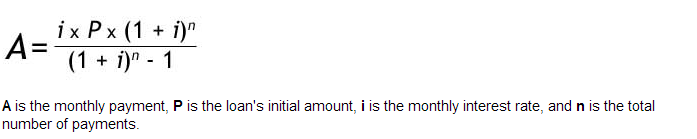 A= i x P x (1 + i)ⁿ
(1 + i)ⁿ - 1
A is the monthly payment, P is the loan's initial amount, i is the monthly interest rate, and n is the total
number of payments.